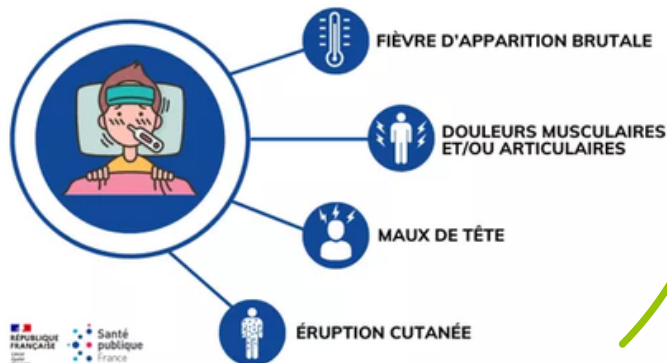 FIÈVRE D'APPARITION BRUTALE
DOULEURS MUSCULAIRES
ET/OU ARTICULAIRES
MAUX DE TÊTE
ÉRUPTION CUTANÉE
RÉPUBLIQUE
FRANÇAISE
Santé
publique
France